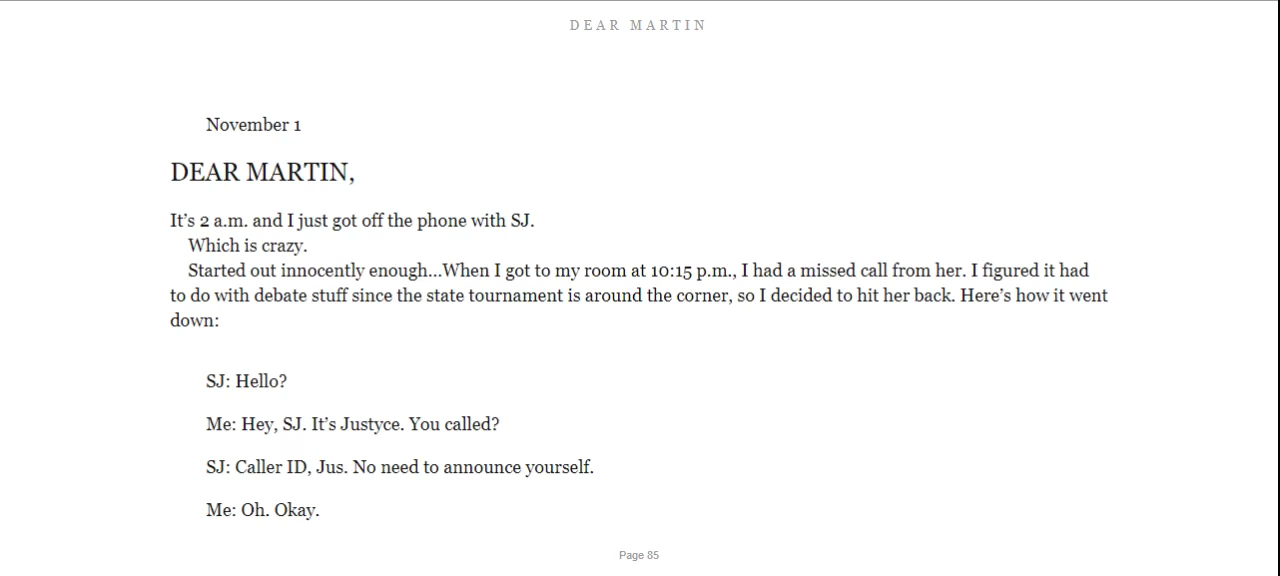 DEAR MARTIN
November 1
DEAR MARTIN,
It’s 2 a.m. and I just got off the phone with SJ.
Which is crazy.
Started out innocently enough...When I got to my room at 10:15 p.m., I had a missed call from her. I figured it had
to do with debate stuff since the state tournament is around the corner, so I decided to hit her back. Here’s how it went
down:
SJ: Hello?
Me: Hey, SJ. It’s Justyce. You called?
SJ: Caller ID, Jus. No need to announce yourself.
Me: Oh. Okay.
Page 85